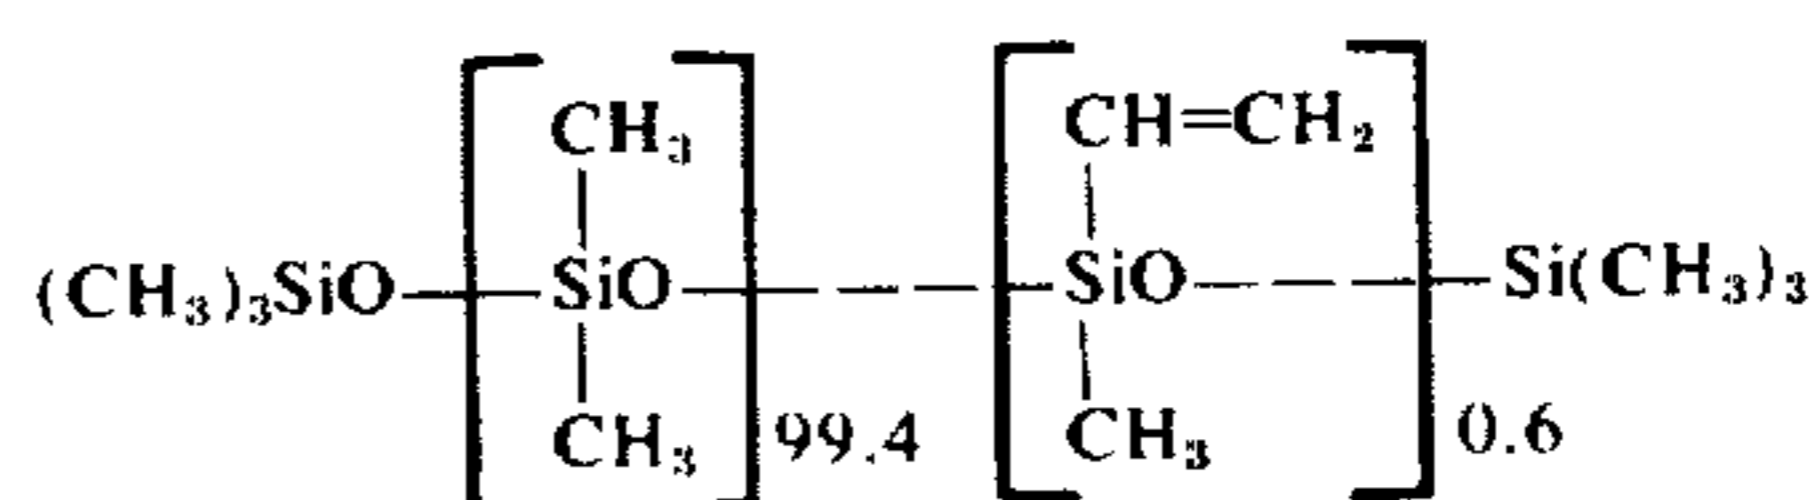 CH₃ CH=CH₂
(CH₃)₃SiO SiO SiO Si(CH₃)₃
CH₃ 99.4 CH₃ 0.6